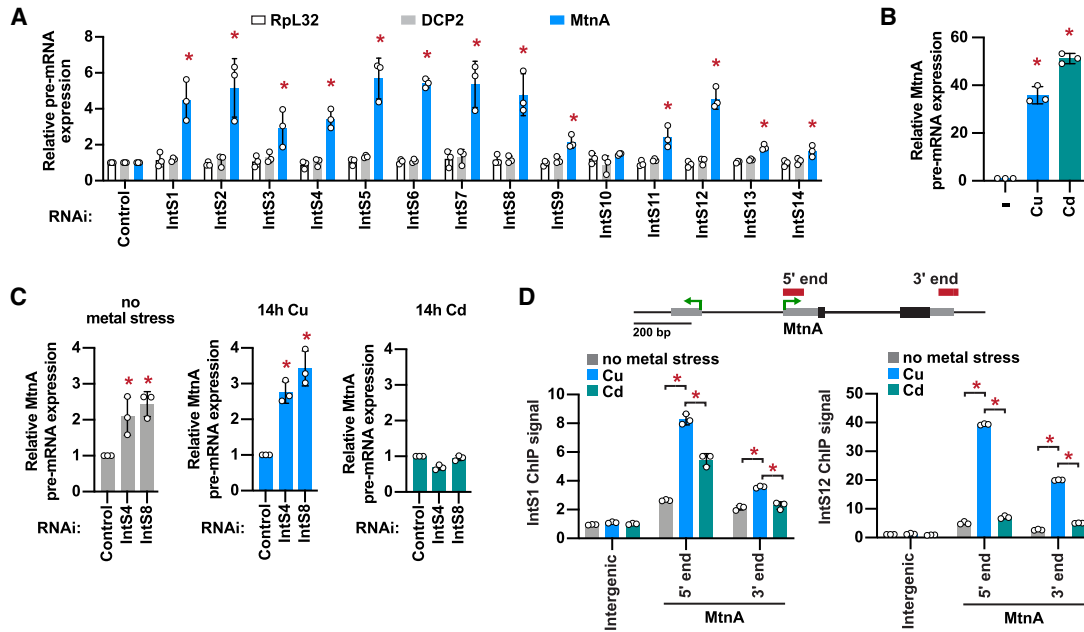 A
RpL32 DCP2 MtnA
Relative pre-mRNA
expression
8
6
4
2
0
* * * * * * * * * * * * *
RNAi:
Control IntS1 IntS2 IntS3 IntS4 IntS5 IntS6 IntS7 IntS8 IntS9 IntS10 IntS11 IntS12 IntS13 IntS14
B
Relative MtnA
pre-mRNA expression
60
40
20
0
* *
- Cu Cd
C
no
metal stress
Relative MtnA
pre-mRNA expression
5
4
3
2
1
0
* *
RNAi:
Control IntS4 IntS8
14h Cu
Relative MtnA
pre-mRNA expression
4
3
2
1
0
* *
RNAi:
Control IntS4 IntS8
14h Cd
Relative MtnA
pre-mRNA expression
4
3
2
1
0
RNAi:
Control IntS4 IntS8
D
5' end 3' end
200 bp
MtnA
no metal stress
Cu
Cd
IntS1 ChIP signal
10
8
6
4
2
0
* * * *
Intergenic 5' end 3' end
MtnA
no metal stress
Cu
Cd
IntS12 ChIP signal
50
40
30
20
10
0
* * * *
Intergenic 5' end 3' end
MtnA